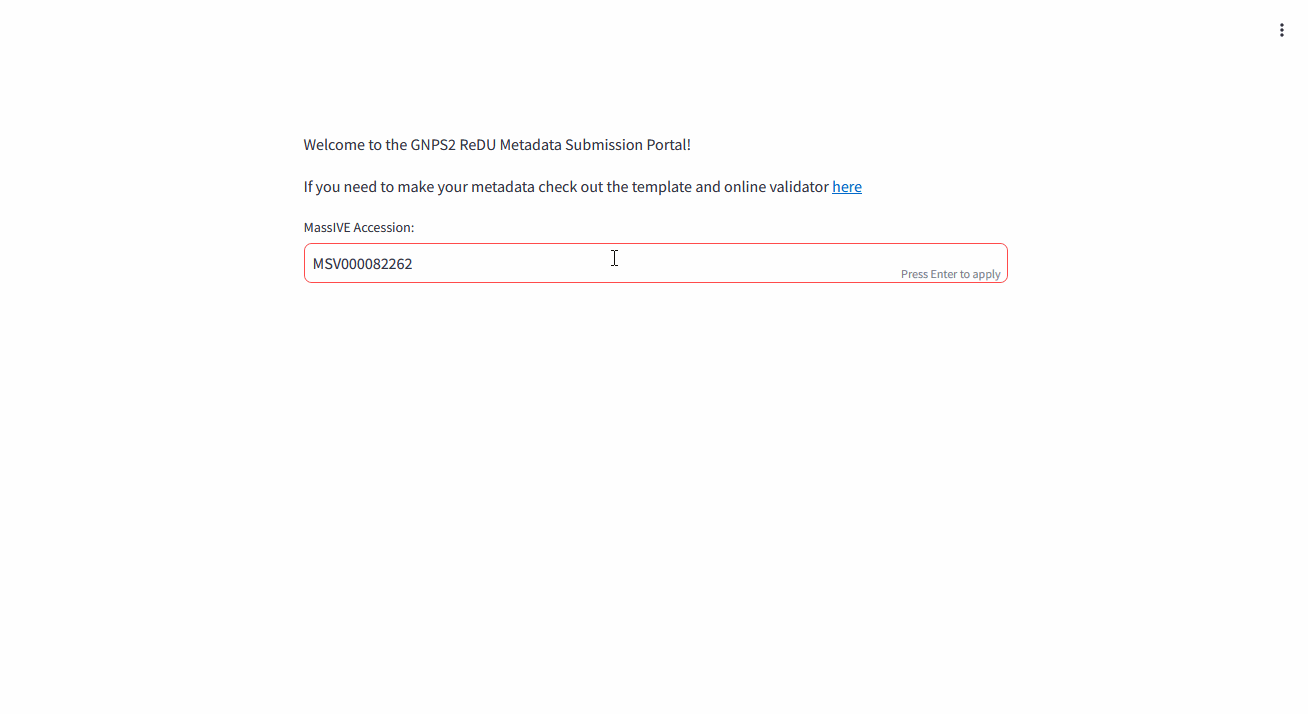 Welcome to the GNPS2 ReDU Metadata Submission Portal!
If you need to make your metadata check out the template and online validator here
MassIVE Accession:
MSV000082262
Press Enter to apply